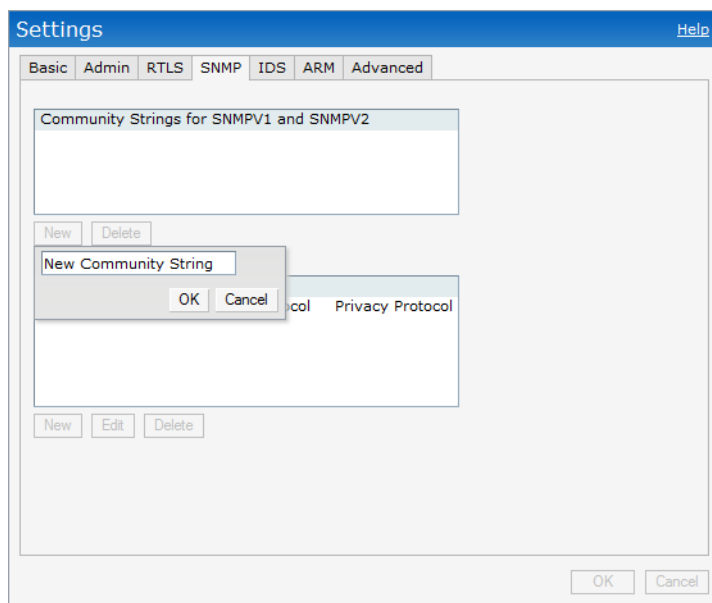 Settings
Help
Basic Admin RTLS SNMP IDS ARM Advanced
Community Strings for SNMPV1 and SNMPV2
New Delete
New Community String
OK Cancel
Privacy Protocol
New Edit Delete
OK Cancel